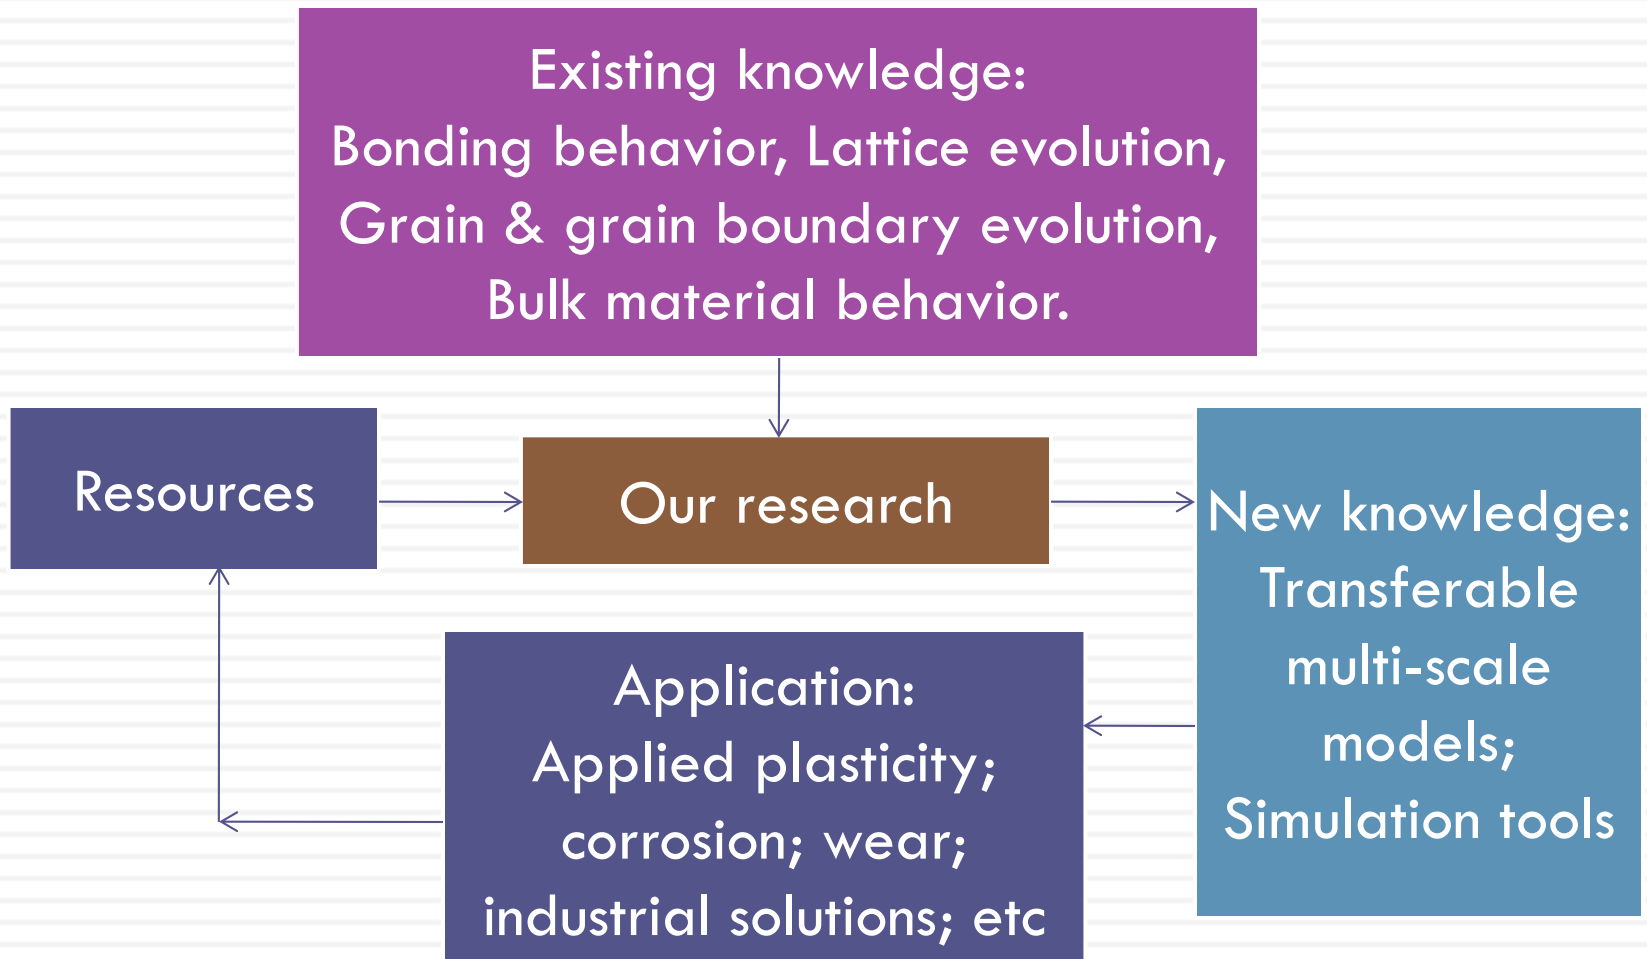 Existing knowledge:
Bonding behavior, Lattice evolution,
Grain & grain boundary evolution,
Bulk material behavior.
Resources
Our research
New knowledge:
Transferable
multi-scale
models;
Simulation tools
Application:
Applied plasticity;
corrosion; wear;
industrial solutions; etc